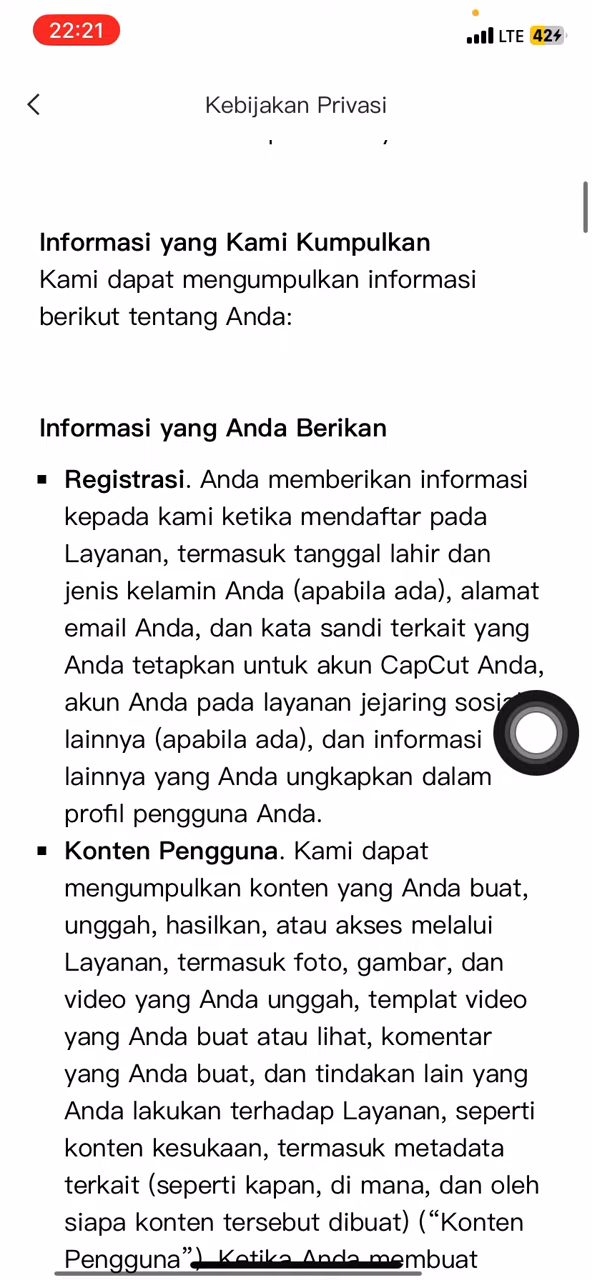 22:21
LTE 42
Kebijakan Privasi
Informasi yang Kami Kumpulkan
Kami dapat mengumpulkan informasi
berikut tentang Anda:
Informasi yang Anda Berikan
Registrasi. Anda memberikan informasi
kepada kami ketika mendaftar pada
Layanan, termasuk tanggal lahir dan
jenis kelamin Anda (apabila ada), alamat
email Anda, dan kata sandi terkait yang
Anda tetapkan untuk akun CapCut Anda,
akun Anda pada layanan jejaring sosial
lainnya (apabila ada), dan informasi
lainnya yang Anda ungkapkan dalam
profil pengguna Anda.
Konten Pengguna. Kami dapat
mengumpulkan konten yang Anda buat,
unggah, hasilkan, atau akses melalui
Layanan, termasuk foto, gambar, dan
video yang Anda unggah, templat video
yang Anda buat atau lihat, komentar
yang Anda buat, dan tindakan lain yang
Anda lakukan terhadap Layanan, seperti
konten kesukaan, termasuk metadata
terkait (seperti kapan, di mana, dan oleh
siapa konten tersebut dibuat) (“Konten
Pengguna”). Ketika Anda membuat